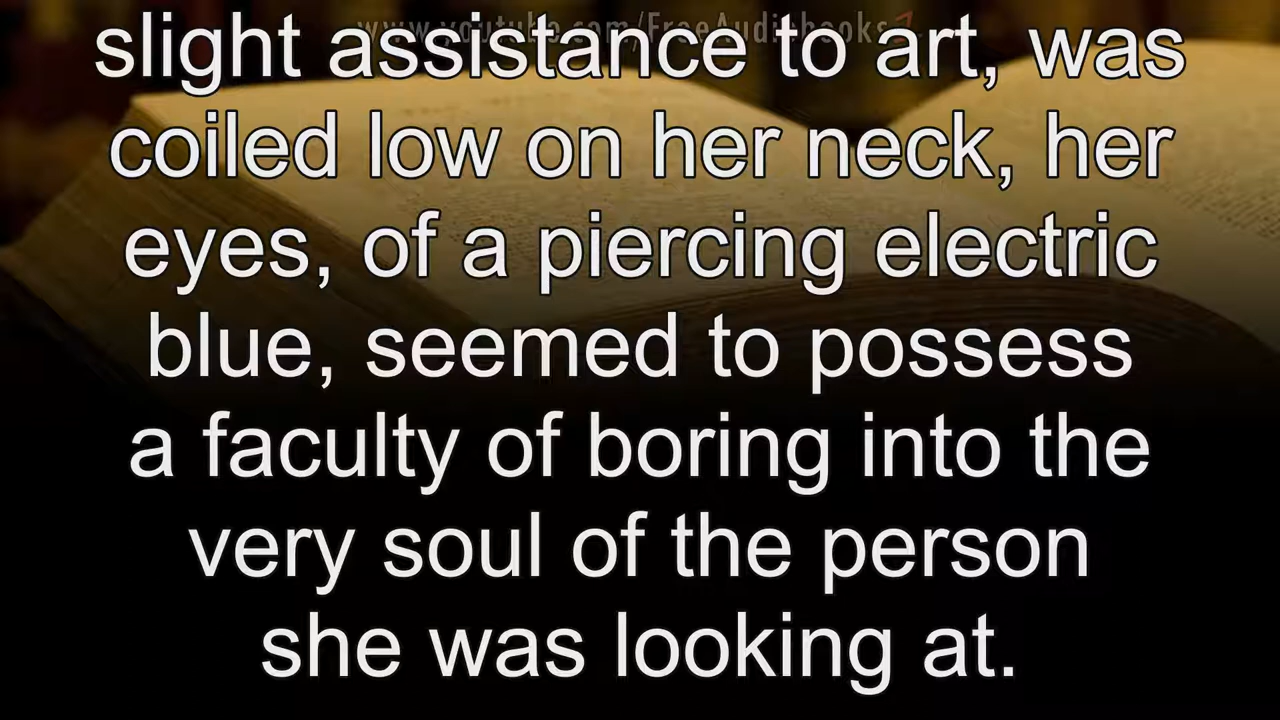 www.youtube.com/FreeAudiobooks
slight assistance to art, was
coiled low on her neck, her
eyes, of a piercing electric
blue, seemed to possess
a faculty of boring into the
very soul of the person
she was looking at.